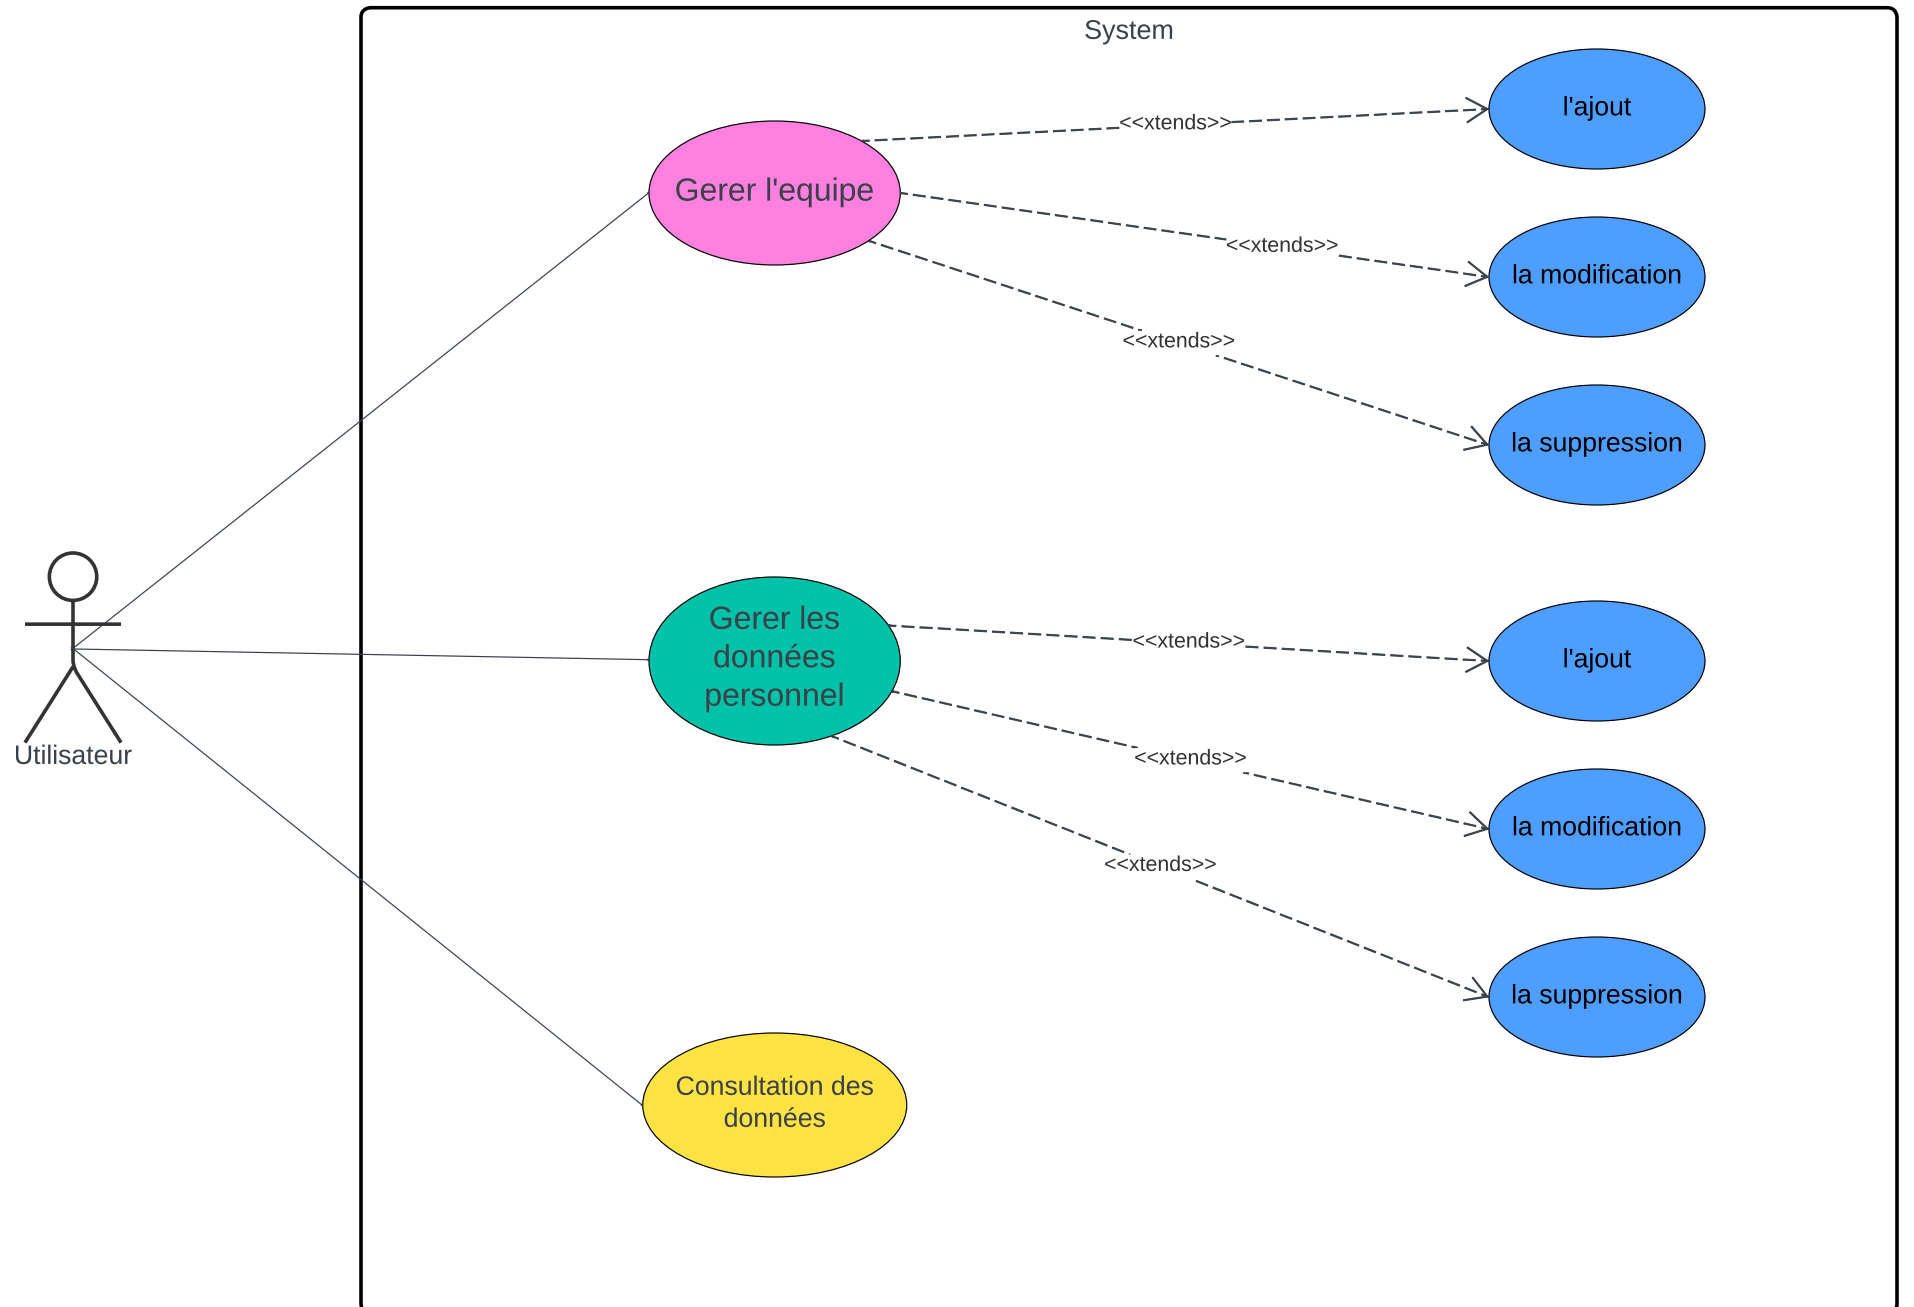 System
l'ajout
<<xtends>>
Gerer l'equipe
<<xtends>>
la modification
<<xtends>>
la suppression
Gerer les
données
personnel
<<xtends>>
l'ajout
Utilisateur
<<xtends>>
la modification
<<xtends>>
la suppression
Consultation des
données